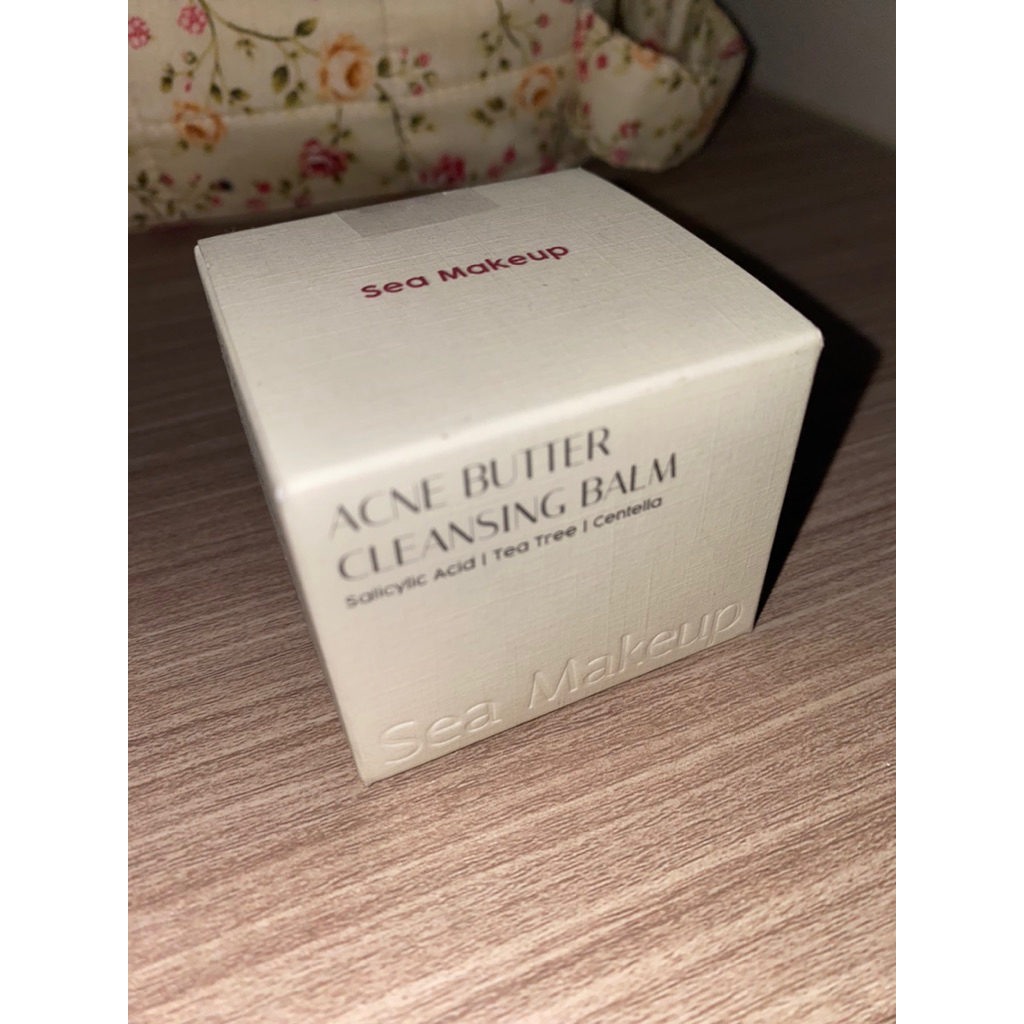 Sea Makeup
ACNE BUTTER
CLEANSING BALM
Salicylic Acid | Tea Tree | Centella
Sea Makeup